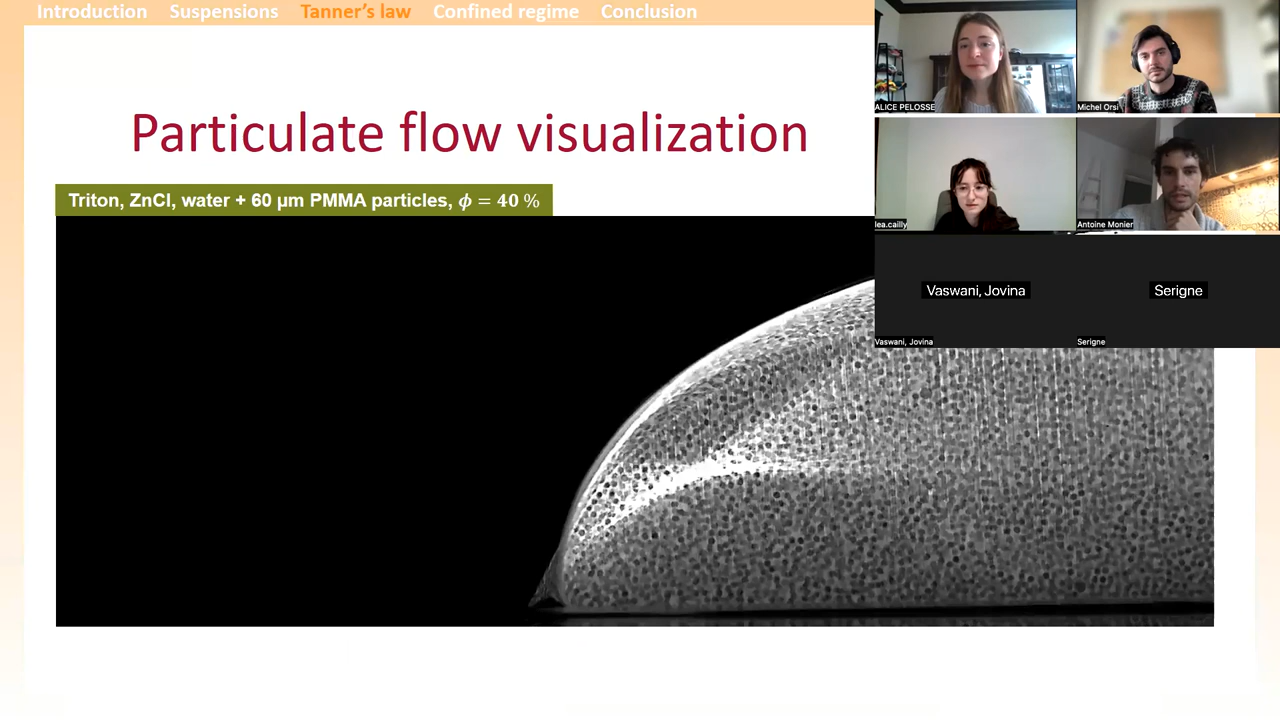 Introduction Suspensions Tanner's law Confined regime Conclusion
Particulate flow visualization
Triton, ZnCl, water + 60 µm PMMA particles, ϕ = 40 %
ALICE PELOSSE
Michel Orsi
lea.cailly
Antoine Monier
Vaswani, Jovina
Serigne
Vaswani, Jovina
Serigne